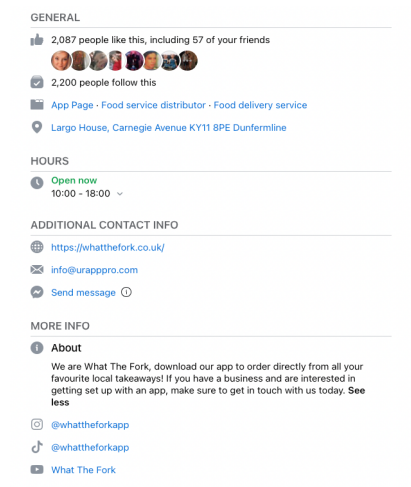 GENERAL
2,087 people like this, including 57 of your friends
2,200 people follow this
App Page · Food service distributor · Food delivery service
Largo House, Carnegie Avenue KY11 8PE Dunfermline
HOURS
Open now
10:00 - 18:00
ADDITIONAL CONTACT INFO
https://whatthefork.co.uk/
info@urapppro.com
Send message
MORE INFO
About
We are What The Fork, download our app to order directly from all your
favourite local takeaways! If you have a business and are interested in
getting set up with an app, make sure to get in touch with us today. See
less
@whattheforkapp
@whattheforkapp
What The Fork